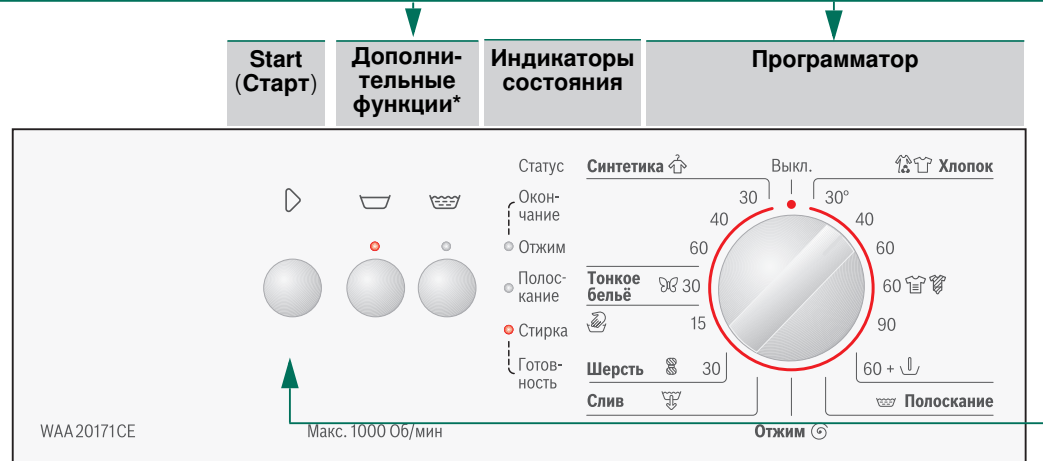 Start
(Старт)
Дополни-
тельные
функции*
Индикаторы
состояния
Программатор
Статус
Окон-
чание
Отжим
Полос-
кание
Стирка
Готов-
ность
Синтетика
30
40
60
Тонкое
бельё
30
15
Шерсть
30
Слив
Выкл.
Хлопок
30°
40
60
60
90
60 +
Полоскание
Отжим
WAA20171CE
Макс. 1000 Об/мин